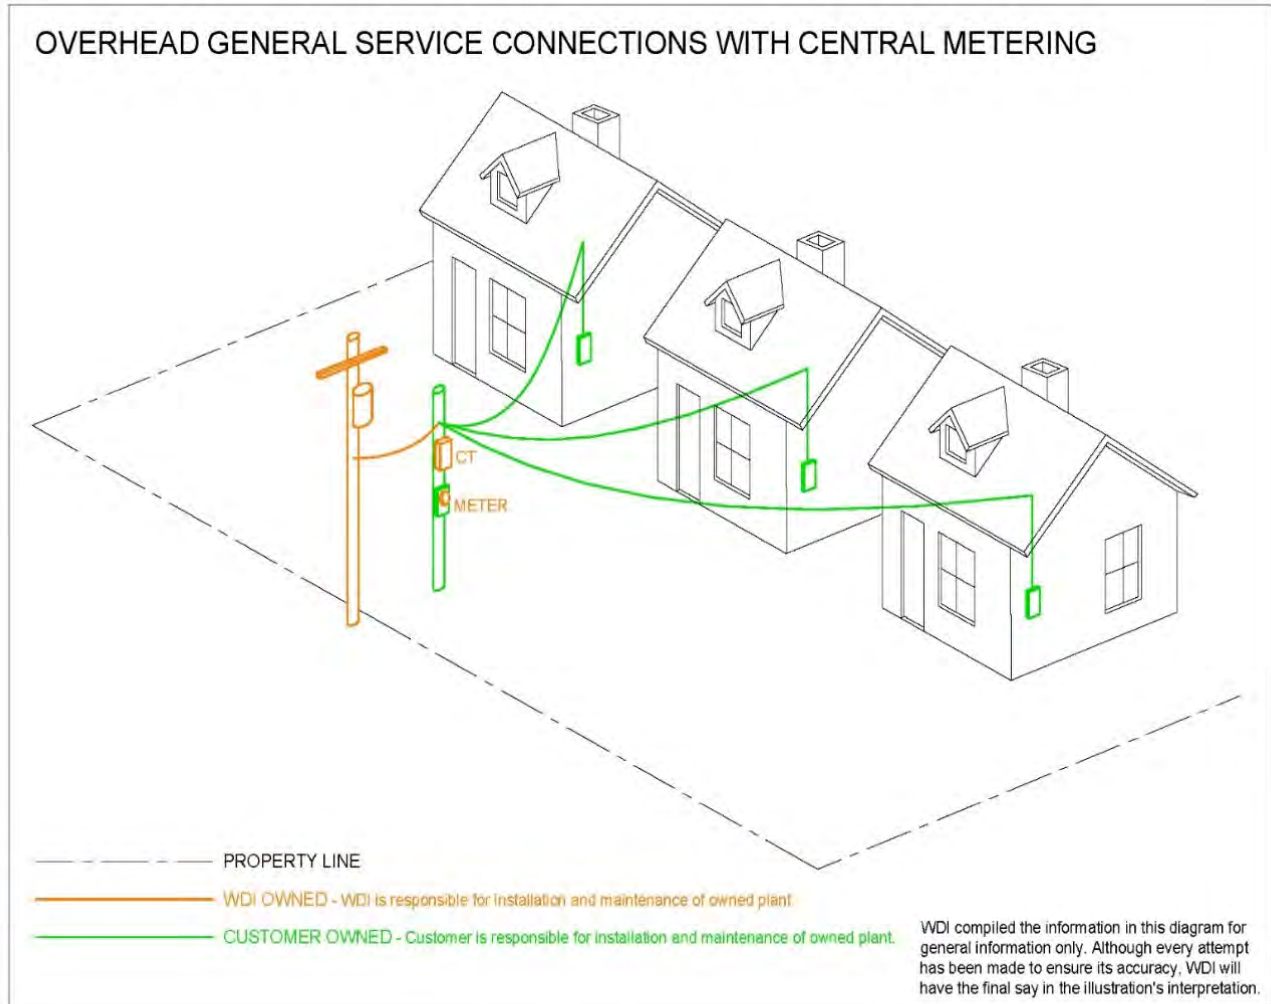 OVERHEAD GENERAL SERVICE CONNECTIONS WITH CENTRAL METERING
CT
METER
PROPERTY LINE
WDI OWNED - WDI is responsible for installation and maintenance of owned plant
CUSTOMER OWNED - Customer is responsible for installation and maintenance of owned plant.
WDI compiled the information in this diagram for
general information only. Although every attempt
has been made to ensure its accuracy, WDI will
have the final say in the illustration's interpretation.